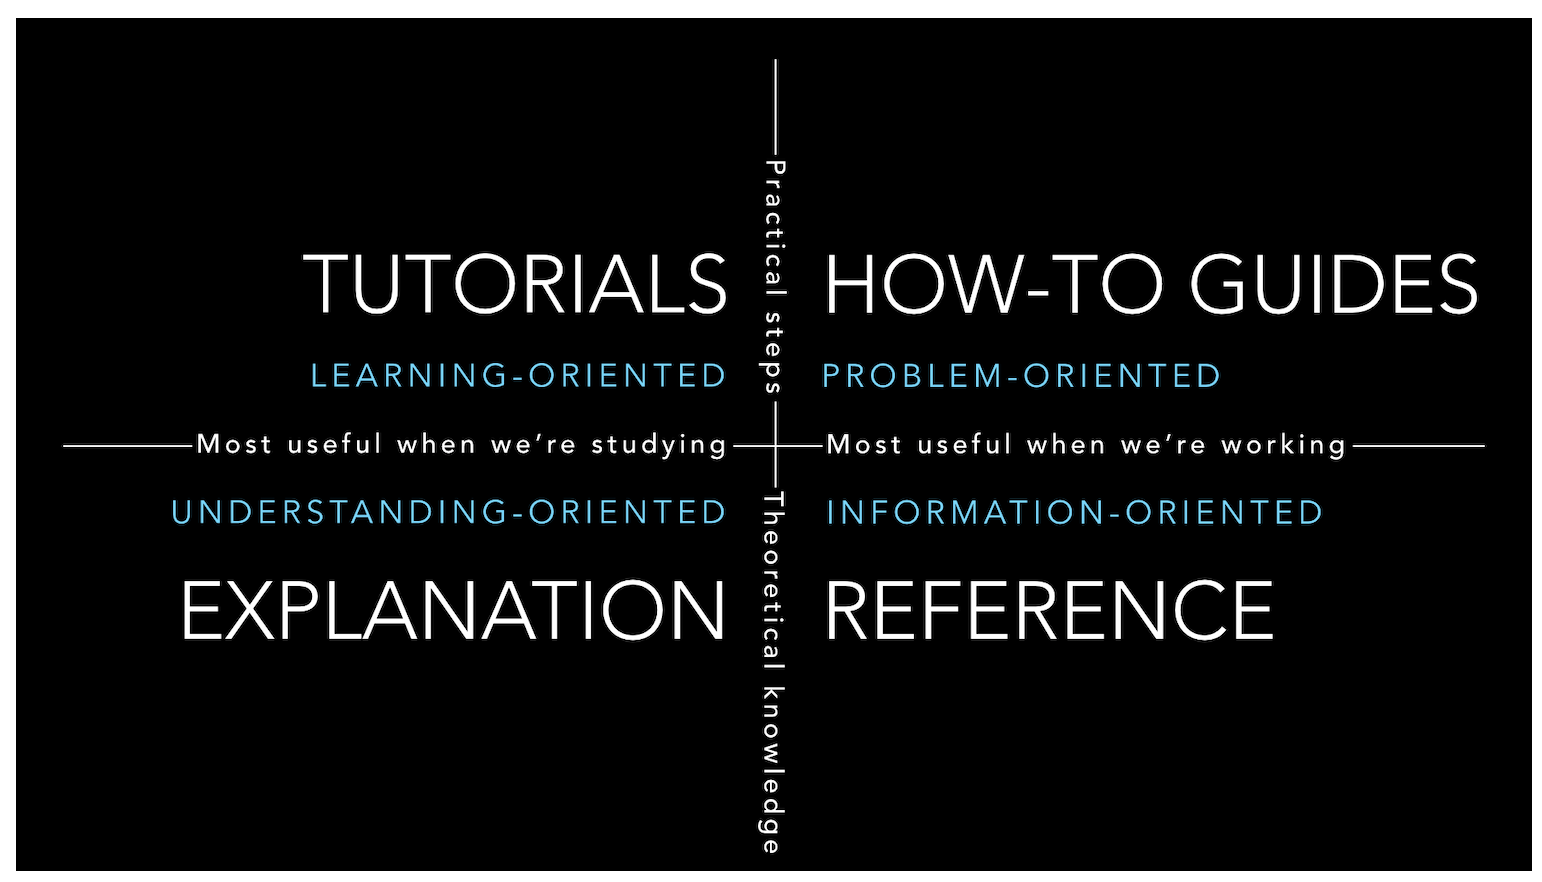 Practical steps
TUTORIALS
HOW-TO GUIDES
LEARNING-ORIENTED
PROBLEM-ORIENTED
Most useful when we’re studying
Most useful when we’re working
UNDERSTANDING-ORIENTED
INFORMATION-ORIENTED
EXPLANATION
REFERENCE
Theoretical knowledge